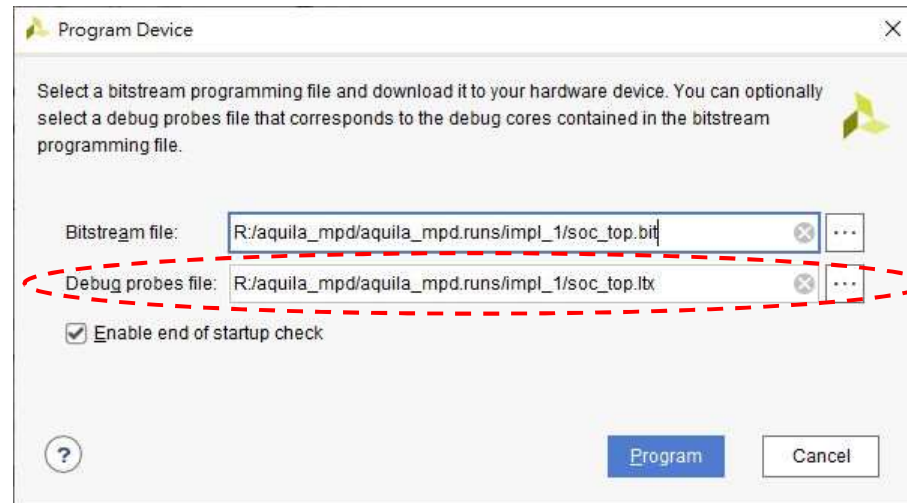 Program Device
Select a bitstream programming file and download it to your hardware device. You can optionally
select a debug probes file that corresponds to the debug cores contained in the bitstream
programming file.
Bitstream file: R:/aquila_mpd/aquila_mpd.runs/impl_1/soc_top.bit ...
Debug probes file: R:/aquila_mpd/aquila_mpd.runs/impl_1/soc_top.ltx ...
Enable end of startup check
? Program Cancel